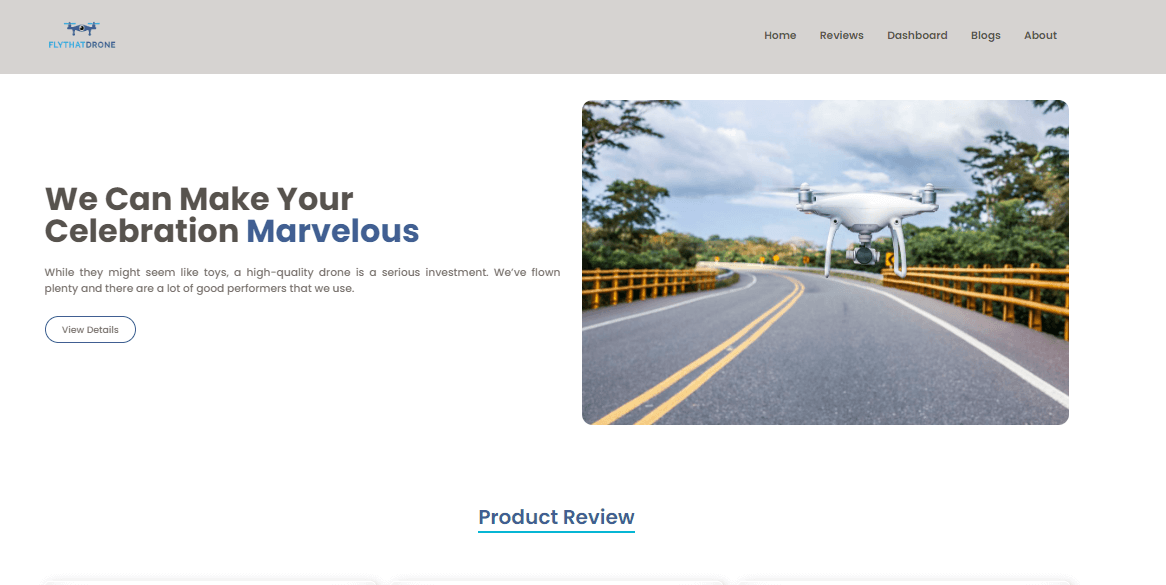 FLYTHATDRONE
Home Reviews Dashboard Blogs About
We Can Make Your
Celebration Marvelous
While they might seem like toys, a high-quality drone is a serious investment. We’ve flown
plenty and there are a lot of good performers that we use.
View Details
Product Review